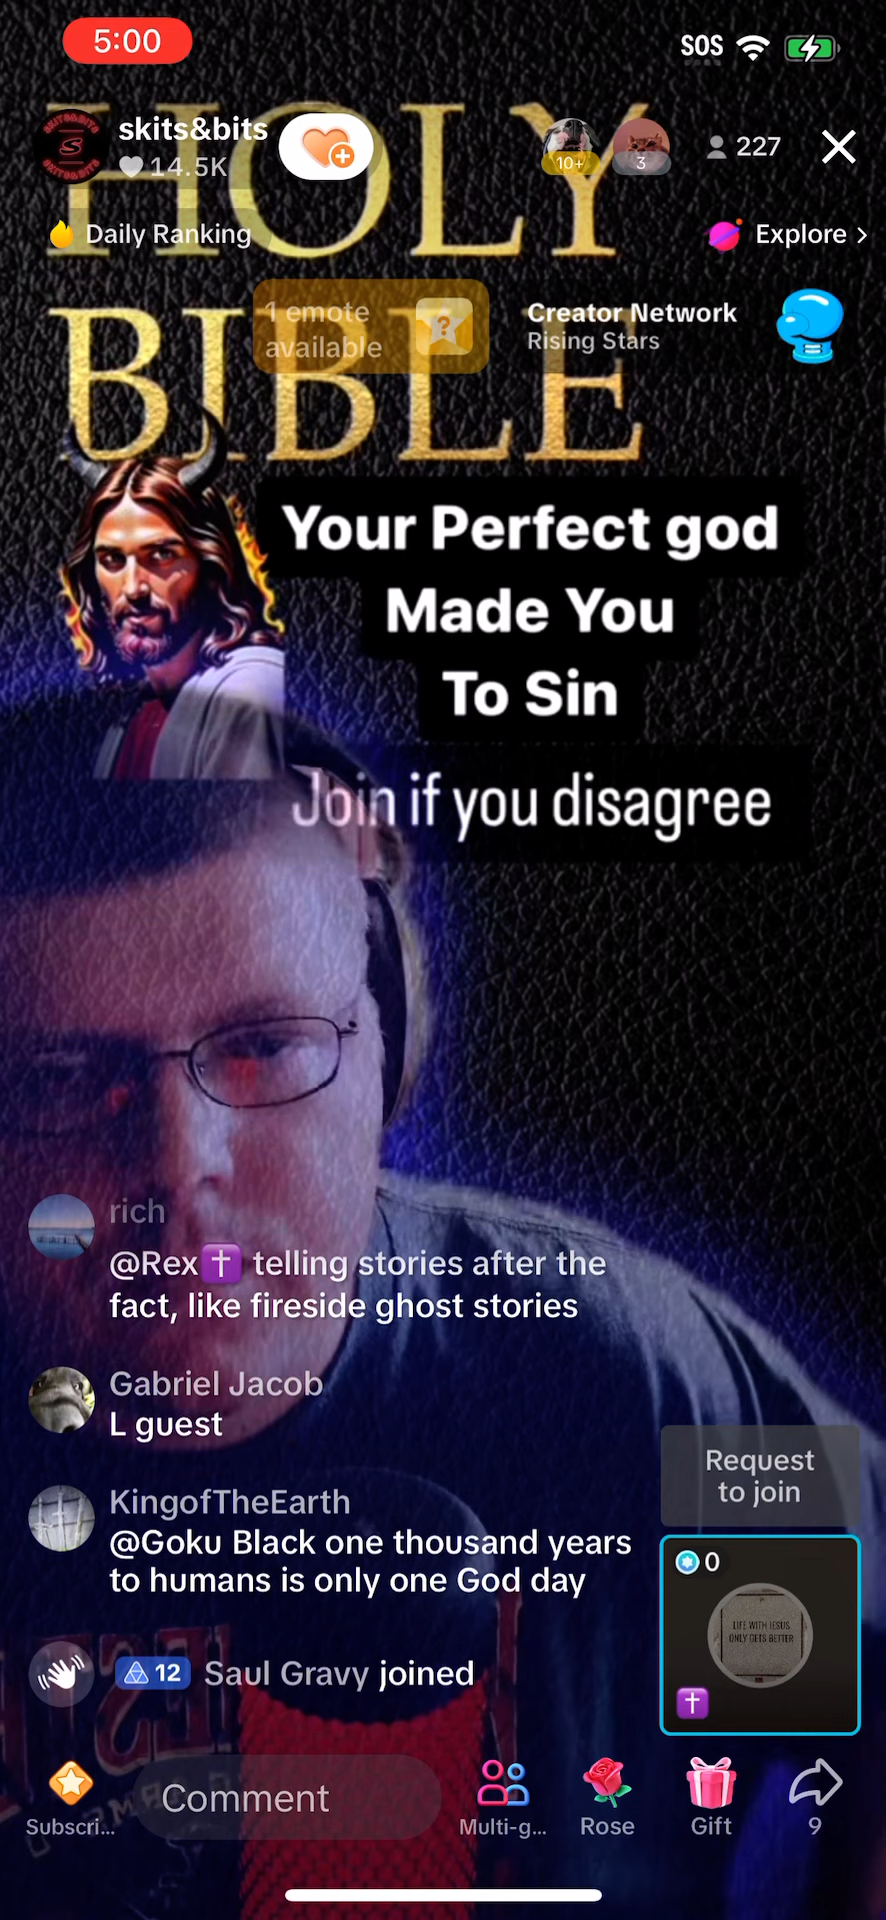 5:00
SOS
skits&bits
14.5K
10+
3
227
Daily Ranking
Explore >
HOLY
BIBLE
1 emote
available
Creator Network
Rising Stars
Your Perfect god
Made You
To Sin
Join if you disagree
rich
@Rex✝️ telling stories after the
fact, like fireside ghost stories
Gabriel Jacob
L guest
KingofTheEarth
@Goku Black one thousand years
to humans is only one God day
12 Saul Gravy joined
Request
to join
0
LIFE WITH JESUS
ONLY GETS BETTER
Subscri...
Comment
Multi-g...
Rose
Gift
9